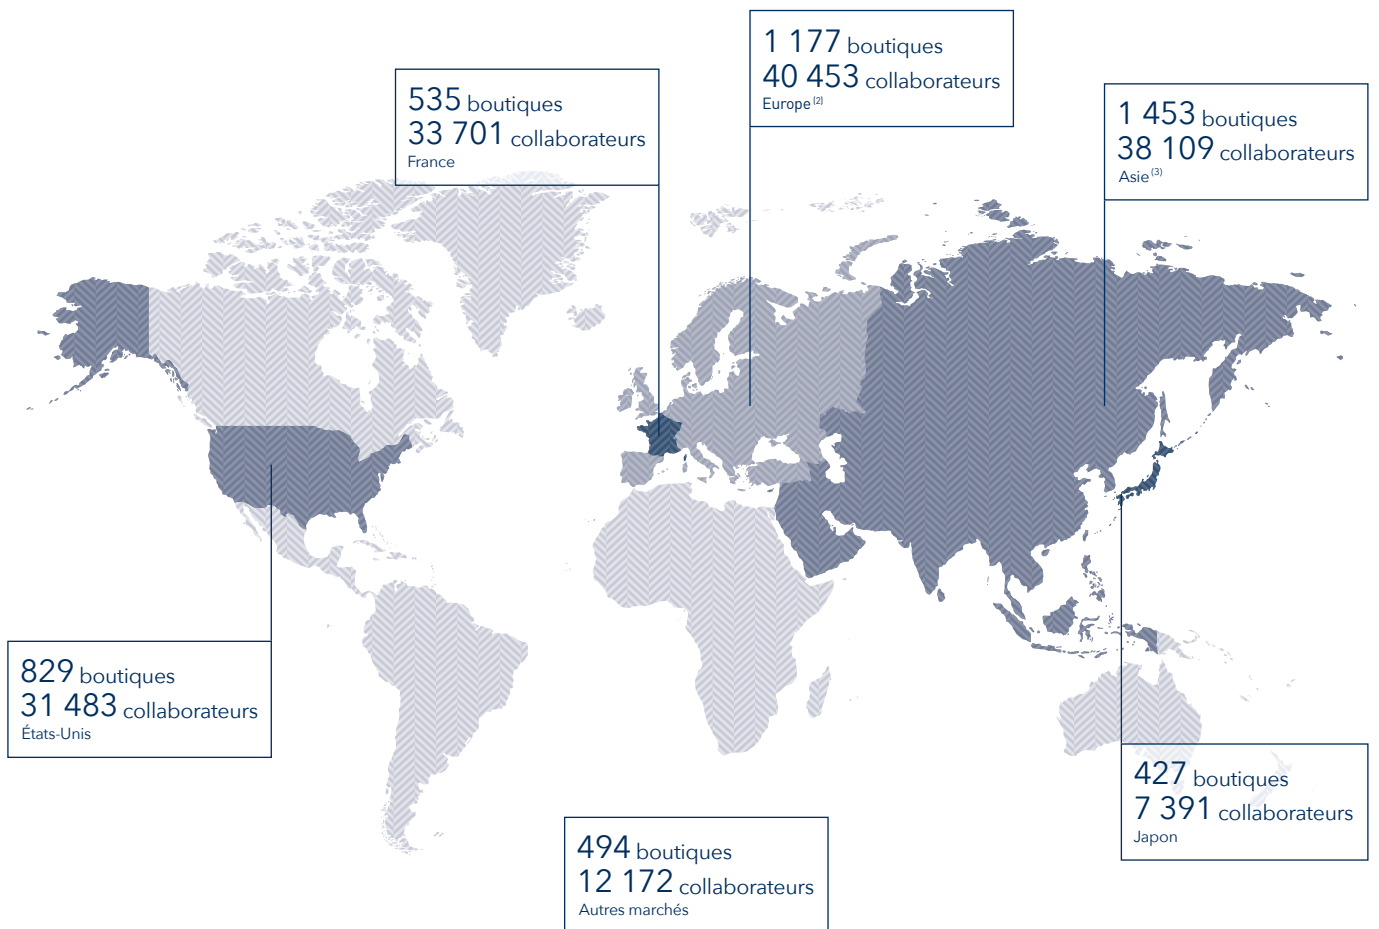 1 177 boutiques
40 453 collaborateurs
Europe (2)
535 boutiques
33 701 collaborateurs
France
1 453 boutiques
38 109 collaborateurs
Asie (3)
829 boutiques
31 483 collaborateurs
États-Unis
427 boutiques
7 391 collaborateurs
Japon
494 boutiques
12 172 collaborateurs
Autres marchés